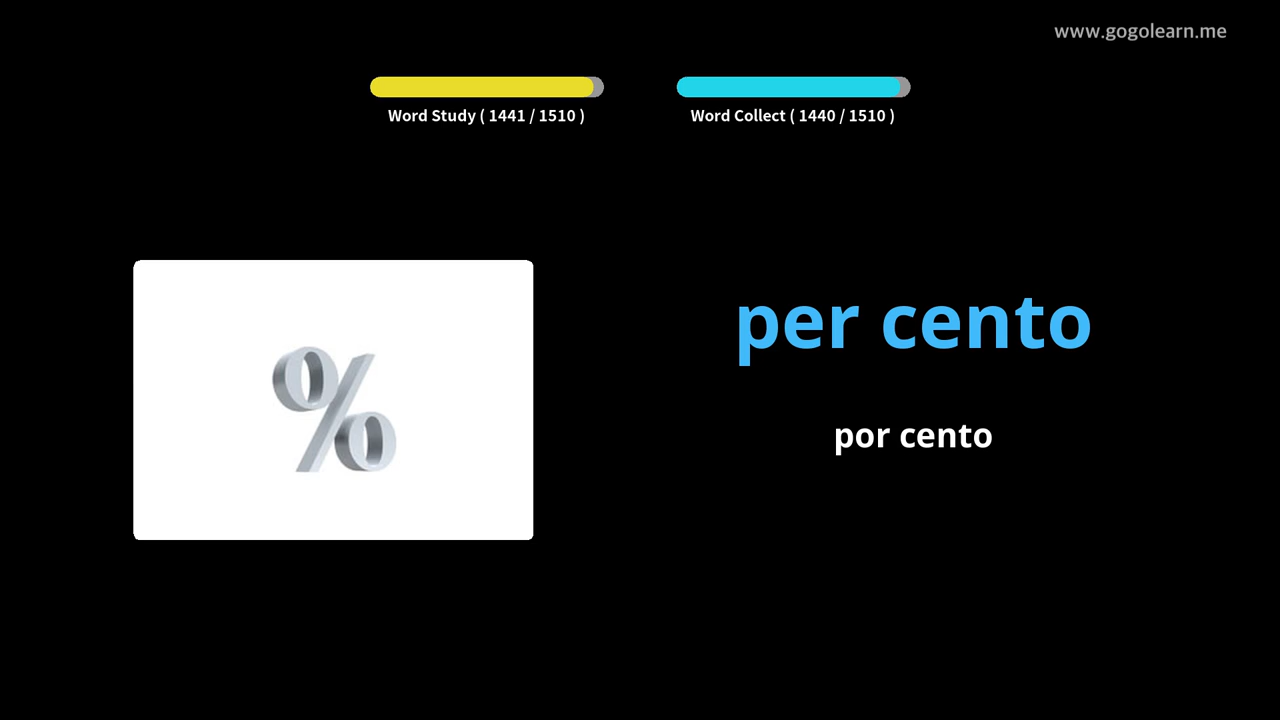 www.gogolearn.me
Word Study ( 1441 / 1510 )
Word Collect ( 1440 / 1510 )
%
per cento
por cento